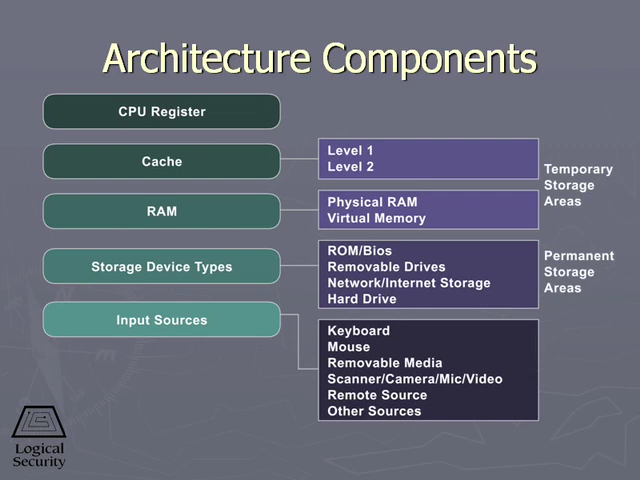 Architecture Components
CPU Register
Cache
Level 1
Level 2
Temporary
Storage
Areas
RAM
Physical RAM
Virtual Memory
Storage Device Types
ROM/Bios
Removable Drives
Network/Internet Storage
Hard Drive
Permanent
Storage
Areas
Input Sources
Keyboard
Mouse
Removable Media
Scanner/Camera/Mic/Video
Remote Source
Other Sources
Logical
Security